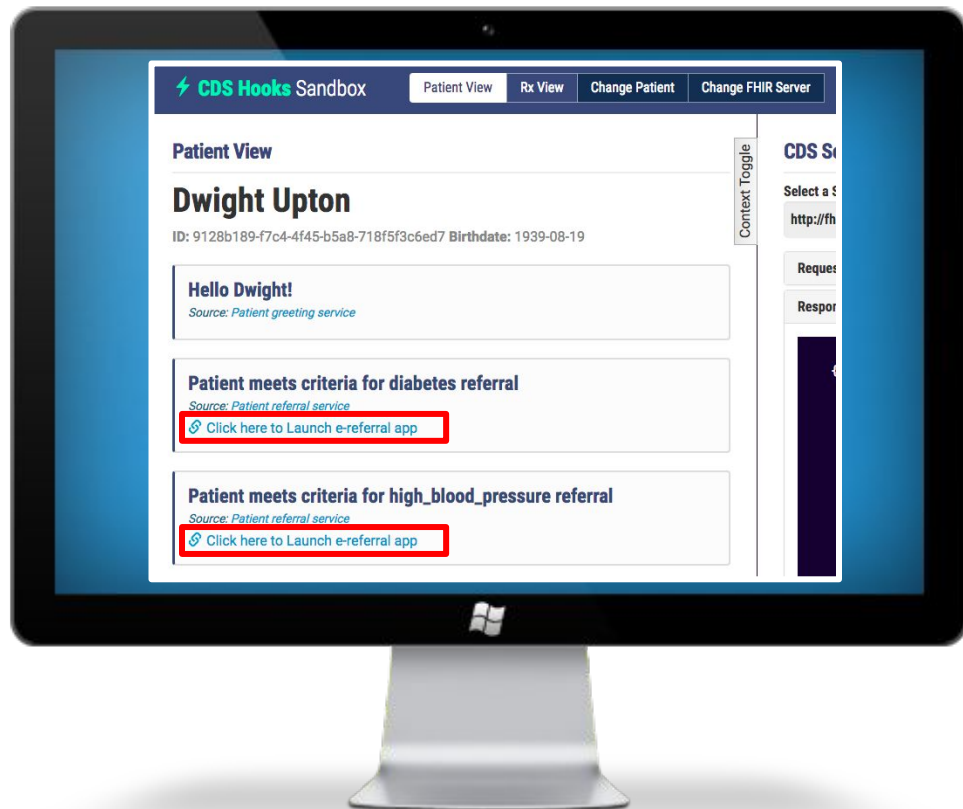 CDS Hooks Sandbox
Patient View
Rx View
Change Patient
Change FHIR Server
Patient View
Dwight Upton
ID: 9128b189-f7c4-4f45-b5a8-718f5f3c6ed7 Birthdate: 1939-08-19
Hello Dwight!
Source: Patient greeting service
Patient meets criteria for diabetes referral
Source: Patient referral service
Click here to Launch e-referral app
Patient meets criteria for high_blood_pressure referral
Source: Patient referral service
Click here to Launch e-referral app
Context Toggle
CDS Se
Select a S
http://fh
Reques
Respor
{